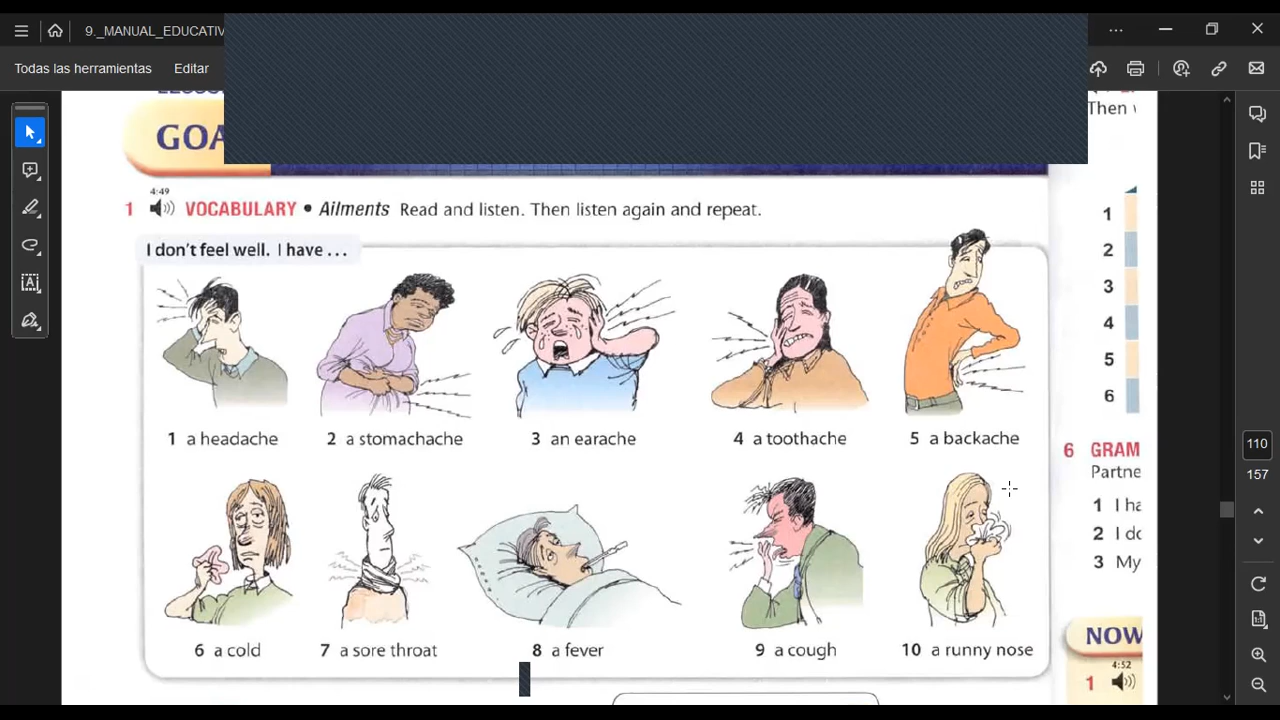 9._MANUAL_EDUCATIV
Todas las herramientas Editar
GOA
Then
4:49
1 VOCABULARY • Ailments Read and listen. Then listen again and repeat.
I don't feel well. I have ...
1 a headache 2 a stomachache 3 an earache 4 a toothache 5 a backache
6 a cold 7 a sore throat 8 a fever 9 a cough 10 a runny nose
1
2
3
4
5
6
6 GRAM
Partne
1 I ha
2 I do
3 My
NOW
4:52
1
110
157